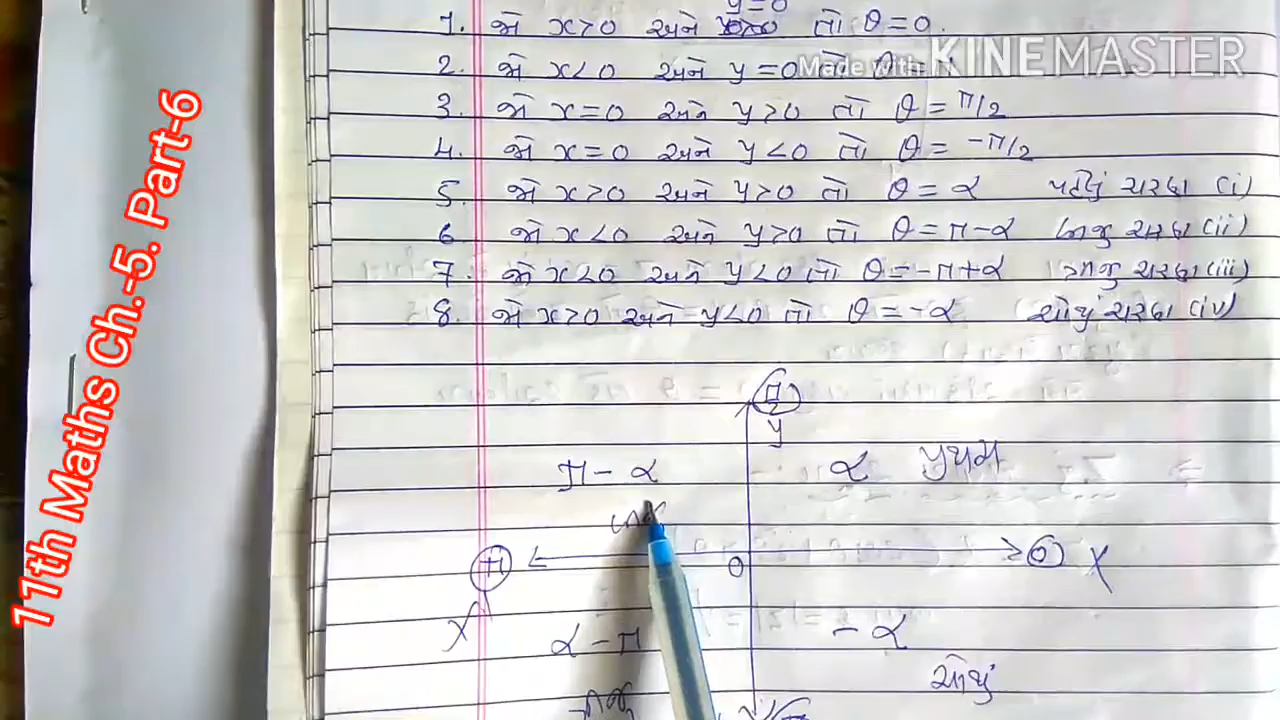 y=0
1. જો x>0 અને તો θ=0.
2. જો x<0 અને y=0 તો θ=
Made with KINEMASTER
3. જો x=0 અને y>0 તો θ=π/2
4. જો x=0 અને y<0 તો θ= -π/2
5. જો x>0 અને y>0 તો θ=α પહેલું ચરણ (i)
6 જો x<0 અને y>0 તો θ=π-α બીજુ ચરણ (ii)
7. જો x<0 અને y<0 તો θ=-π+α ત્રીજુ ચરણ (iii)
8. જો x>0 અને y<0 તો θ=-α ચોથું ચરણ (iv)
11th Maths Ch.-5. Part-6
π/2
y
π-α α પ્રથમ
π 0 0 X
X'
α-π -α
ત્રીજુ ચોથું